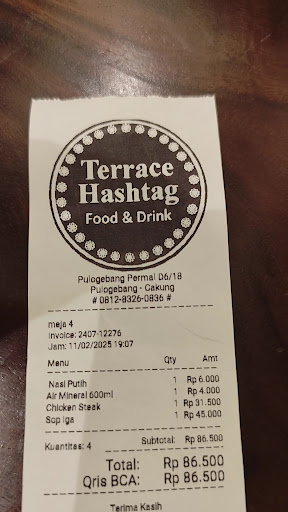 Terrace
Hashtag
Food & Drink
Pulogebang Permai D6/18
Pulogebang - Cakung
# 0812-8326-0836 #
meja 4
Invoice: 2407-12276
Jam: 11/02/2025 19:07
Menu Qty Amt
Nasi Putih 1 Rp 6.000
Air Mineral 600ml 1 Rp 4.000
Chicken Steak 1 Rp 31.500
Sop Iga 1 Rp 45.000
Kuantitas: 4 Subtotal: Rp 86.500
Total: Rp 86.500
Qris BCA: Rp 86.500
Terima Kasih